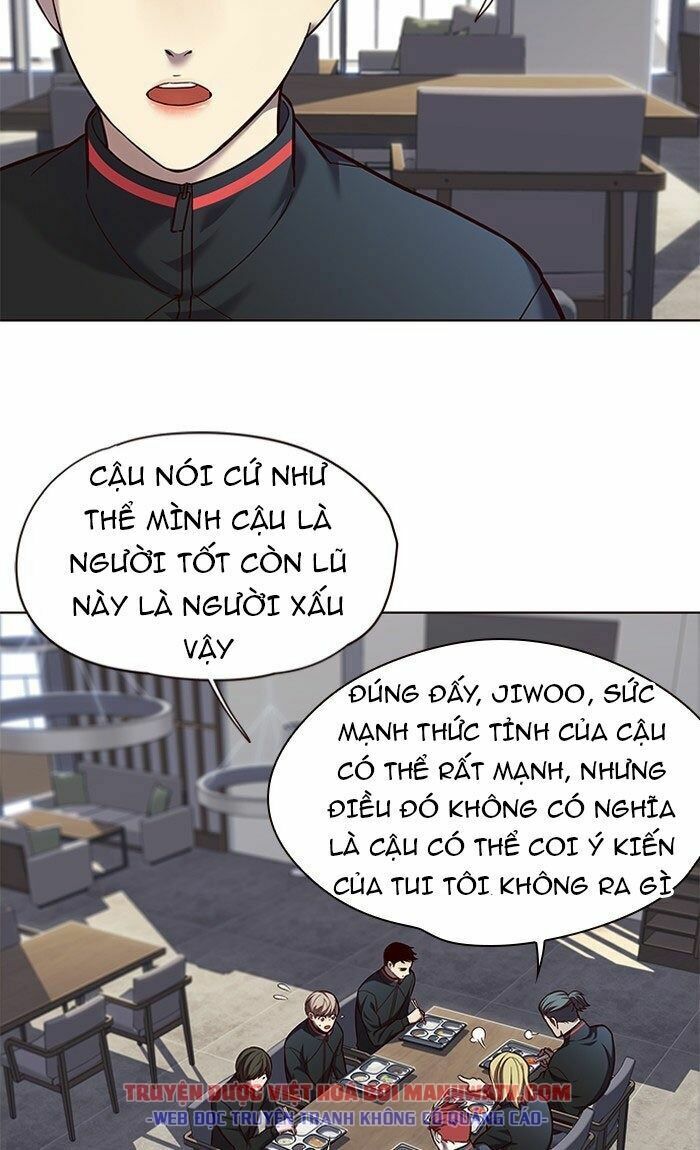 CẬU NÓI CỨ NHƯ
THỂ MÌNH CẬU LÀ
NGƯỜI TỐT CÒN LŨ
NÀY LÀ NGƯỜI XẤU
VẬY
ĐÚNG ĐẤY, JIWOO, SỨC
MẠNH THỨC TỈNH CỦA CẬU
CÓ THỂ RẤT MẠNH, NHƯNG
ĐIỀU ĐÓ KHÔNG CÓ NGHĨA
LÀ CẬU CÓ THỂ COI Ý KIẾN
CỦA TUI TÔI KHÔNG RA GÌ
TRUYỆN ĐƯỢC VIỆT HÓA BỞI MANHWATV.COM
-WEB ĐỌC TRUYỆN TRANH KHÔNG CÓ QUẢNG CÁO-